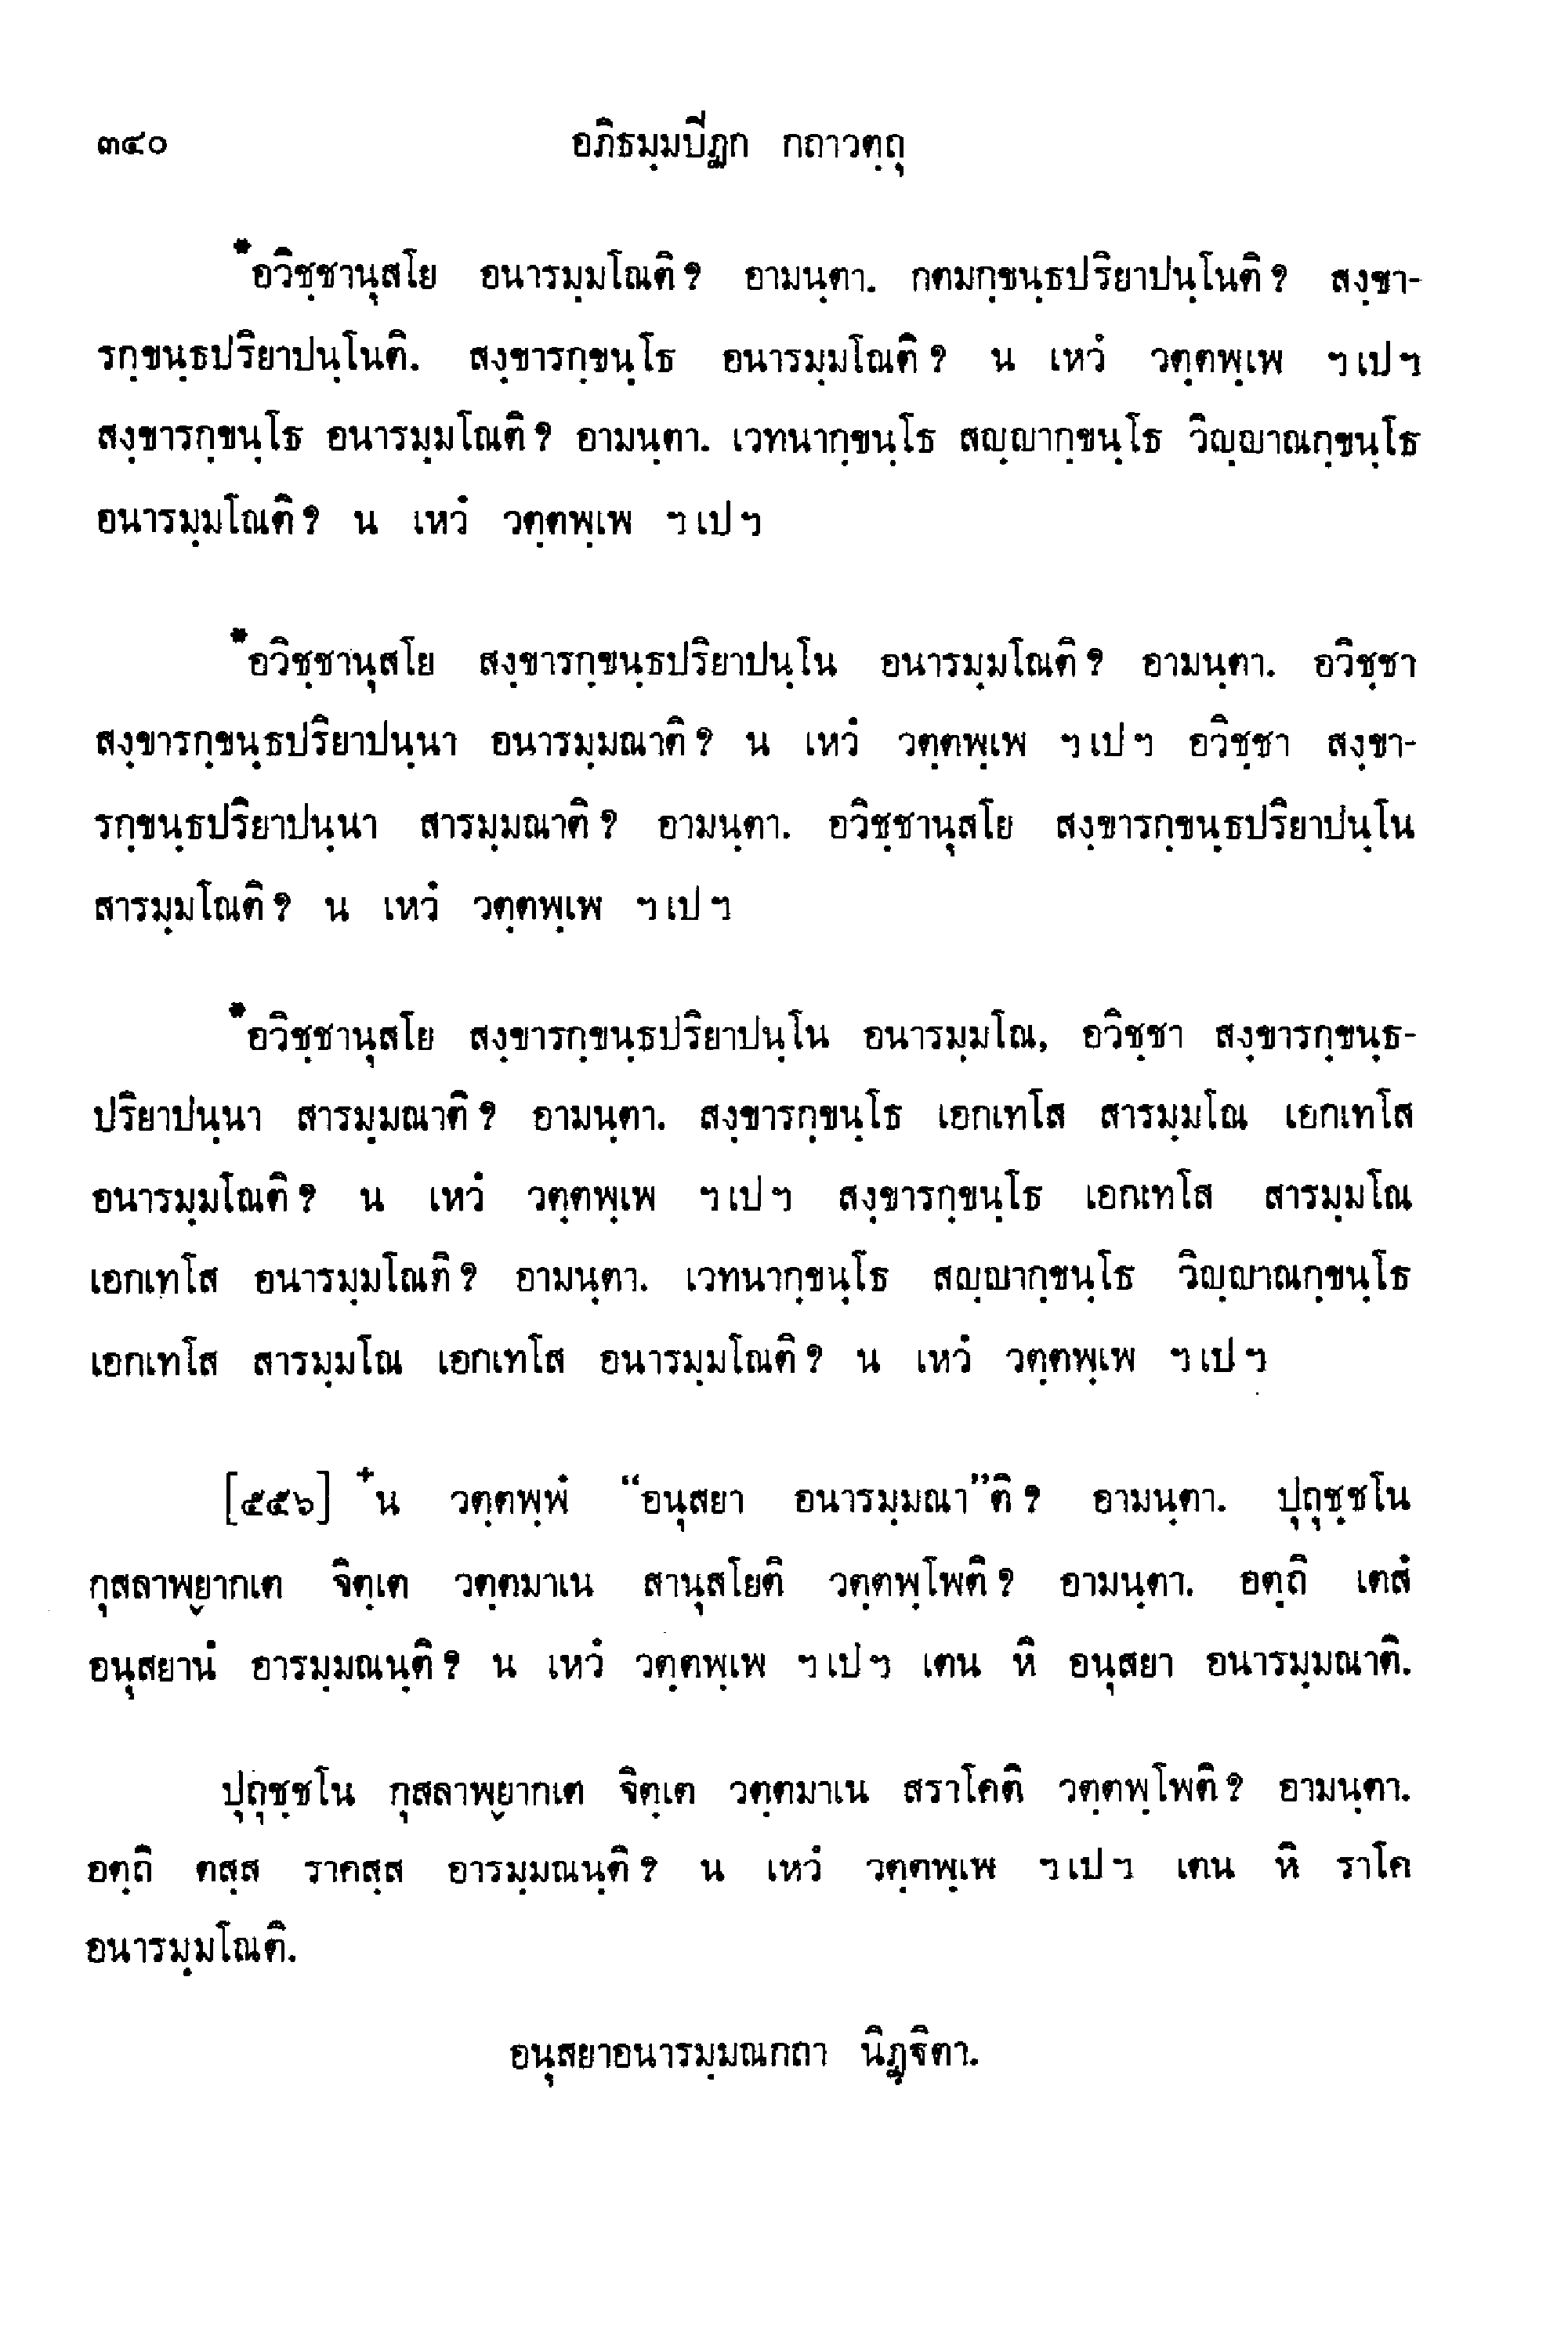 ๓๔๐ อภิธมฺมปีฏก กถาวตฺถุ
*อวิชฺชานุสโย อนารมฺมโณติ? อามนฺตา. กตมกฺขนฺธปริยาปนฺโนติ? สงฺขา-
รกฺขนฺธปริยาปนฺโนติ. สงฺขารกฺขนฺโธ อนารมฺมโณติ? น เหวํ วตฺตพฺเพ ฯเปฯ
สงฺขารกฺขนฺโธ อนารมฺมโณติ? อามนฺตา. เวทนากฺขนฺโธ สญฺญากฺขนฺโธ วิญฺญาณกฺขนฺโธ
อนารมฺมโณติ? น เหวํ วตฺตพฺเพ ฯเปฯ
*อวิชฺชานุสโย สงฺขารกฺขนฺธปริยาปนฺโน อนารมฺมโณติ? อามนฺตา. อวิชฺชา
สงฺขารกฺขนฺธปริยาปนฺนา อนารมฺมณาติ? น เหวํ วตฺตพฺเพ ฯเปฯ อวิชฺชา สงฺขา-
รกฺขนฺธปริยาปนฺนา สารมฺมณาติ? อามนฺตา. อวิชฺชานุสโย สงฺขารกฺขนฺธปริยาปนฺโน
สารมฺมโณติ? น เหวํ วตฺตพฺเพ ฯเปฯ
*อวิชฺชานุสโย สงฺขารกฺขนฺธปริยาปนฺโน อนารมฺมโณ, อวิชฺชา สงฺขารกฺขนฺธ-
ปริยาปนฺนา สารมฺมณาติ? อามนฺตา. สงฺขารกฺขนฺโธ เอกเทโส สารมฺมโณ เอกเทโส
อนารมฺมโณติ? น เหวํ วตฺตพฺเพ ฯเปฯ สงฺขารกฺขนฺโธ เอกเทโส สารมฺมโณ
เอกเทโส อนารมฺมโณติ? อามนฺตา. เวทนากฺขนฺโธ สญฺญากฺขนฺโธ วิญฺญาณกฺขนฺโธ
เอกเทโส สารมฺมโณ เอกเทโส อนารมฺมโณติ? น เหวํ วตฺตพฺเพ ฯเปฯ
[๕๕๖] +น วตฺตพฺพํ “อนุสยา อนารมฺมณา”ติ? อามนฺตา. ปุถุชฺชโน
กุสลาพฺยากเต จิตฺเต วตฺตมาเน สานุสโยติ วตฺตพฺโพติ? อามนฺตา. อตฺถิ เตสํ
อนุสยานํ อารมฺมณนฺติ? น เหวํ วตฺตพฺเพ ฯเปฯ เตน หิ อนุสยา อนารมฺมณาติ.
ปุถุชฺชโน กุสลาพฺยากเต จิตฺเต วตฺตมาเน สราโคติ วตฺตพฺโพติ? อามนฺตา.
อตฺถิ ตสฺส ราคสฺส อารมฺมณนฺติ? น เหวํ วตฺตพฺเพ ฯเปฯ เตน หิ ราโค
อนารมฺมโณติ.
อนุสยาอนารมฺมณกถา นิฏฺฐิตา.